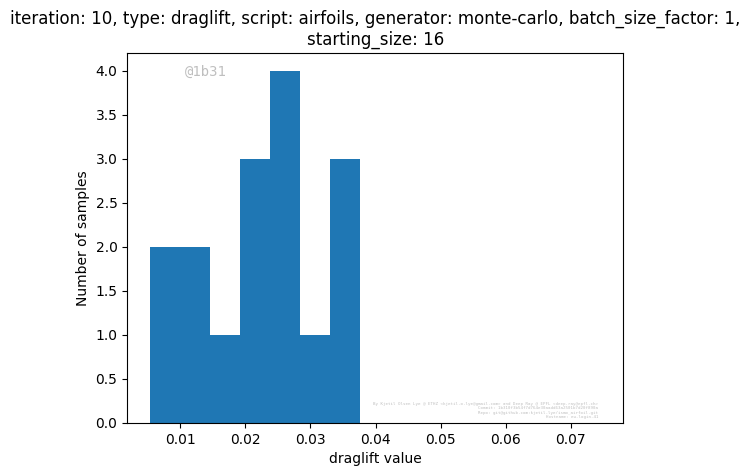 iteration: 10, type: draglift, script: airfoils, generator: monte-carlo, batch_size_factor: 1,
starting_size: 16
@1b31
4.0
3.5
3.0
2.5
2.0
1.5
1.0
0.5
0.0
Number of samples
0.01 0.02 0.03 0.04 0.05 0.06 0.07
draglift value